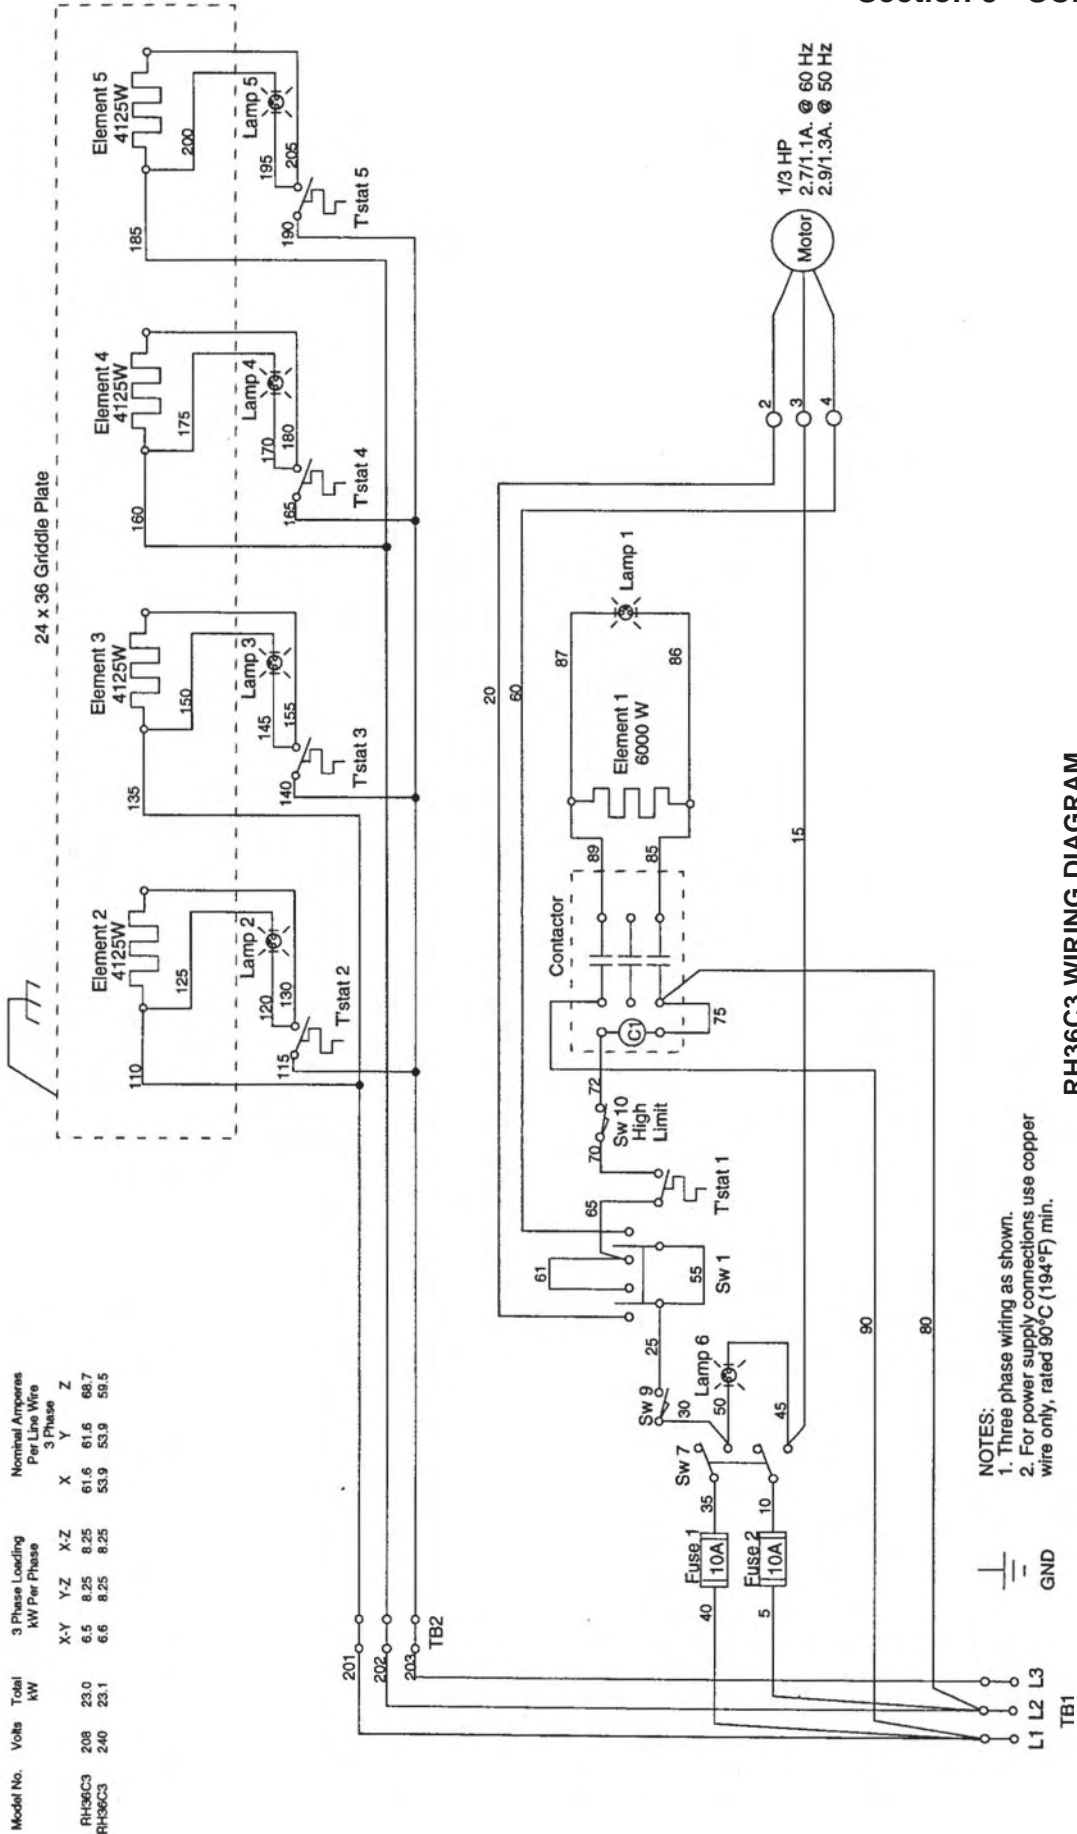 Model No.
Volts
Total
kW
3 Phase Loading
kW Per Phase
Nominal Amperes
Per Line Wire
3 Phase
X-Y Y-Z X-Z
X Y Z
RH36C3 208 23.0 6.5 8.25 8.25 61.6 61.6 68.7
RH36C3 240 23.1 6.6 8.25 8.25 53.9 53.9 59.5
24 x 36 Griddle Plate
Element 2
4125W
110
125
Lamp 2
120
130
115
T'stat 2
Element 3
4125W
135
150
Lamp 3
145
155
140
T'stat 3
Element 4
4125W
160
175
Lamp 4
170
180
165
T'stat 4
Element 5
4125W
185
200
Lamp 5
195
205
190
T'stat 5
201
202
203
TB2
20
60
Contactor
89
85
87
86
Element 1
6000 W
Lamp 1
C1
75
72
Sw 10
High
Limit
70
65
T'stat 1
61
55
Sw 1
25
Sw 9
30
Lamp 6
50
45
Sw 7
35
10
Fuse 1
10A
Fuse 2
10A
40
5
15
90
80
2
3
4
Motor
1/3 HP
2.7/1.1A. @ 60 Hz
2.9/1.3A. @ 50 Hz
L1 L2 L3
TB1
GND
NOTES:
1. Three phase wiring as shown.
2. For power supply connections use copper
wire only, rated 90°C (194°F) min.
RH36C3 WIRING DIAGRAM